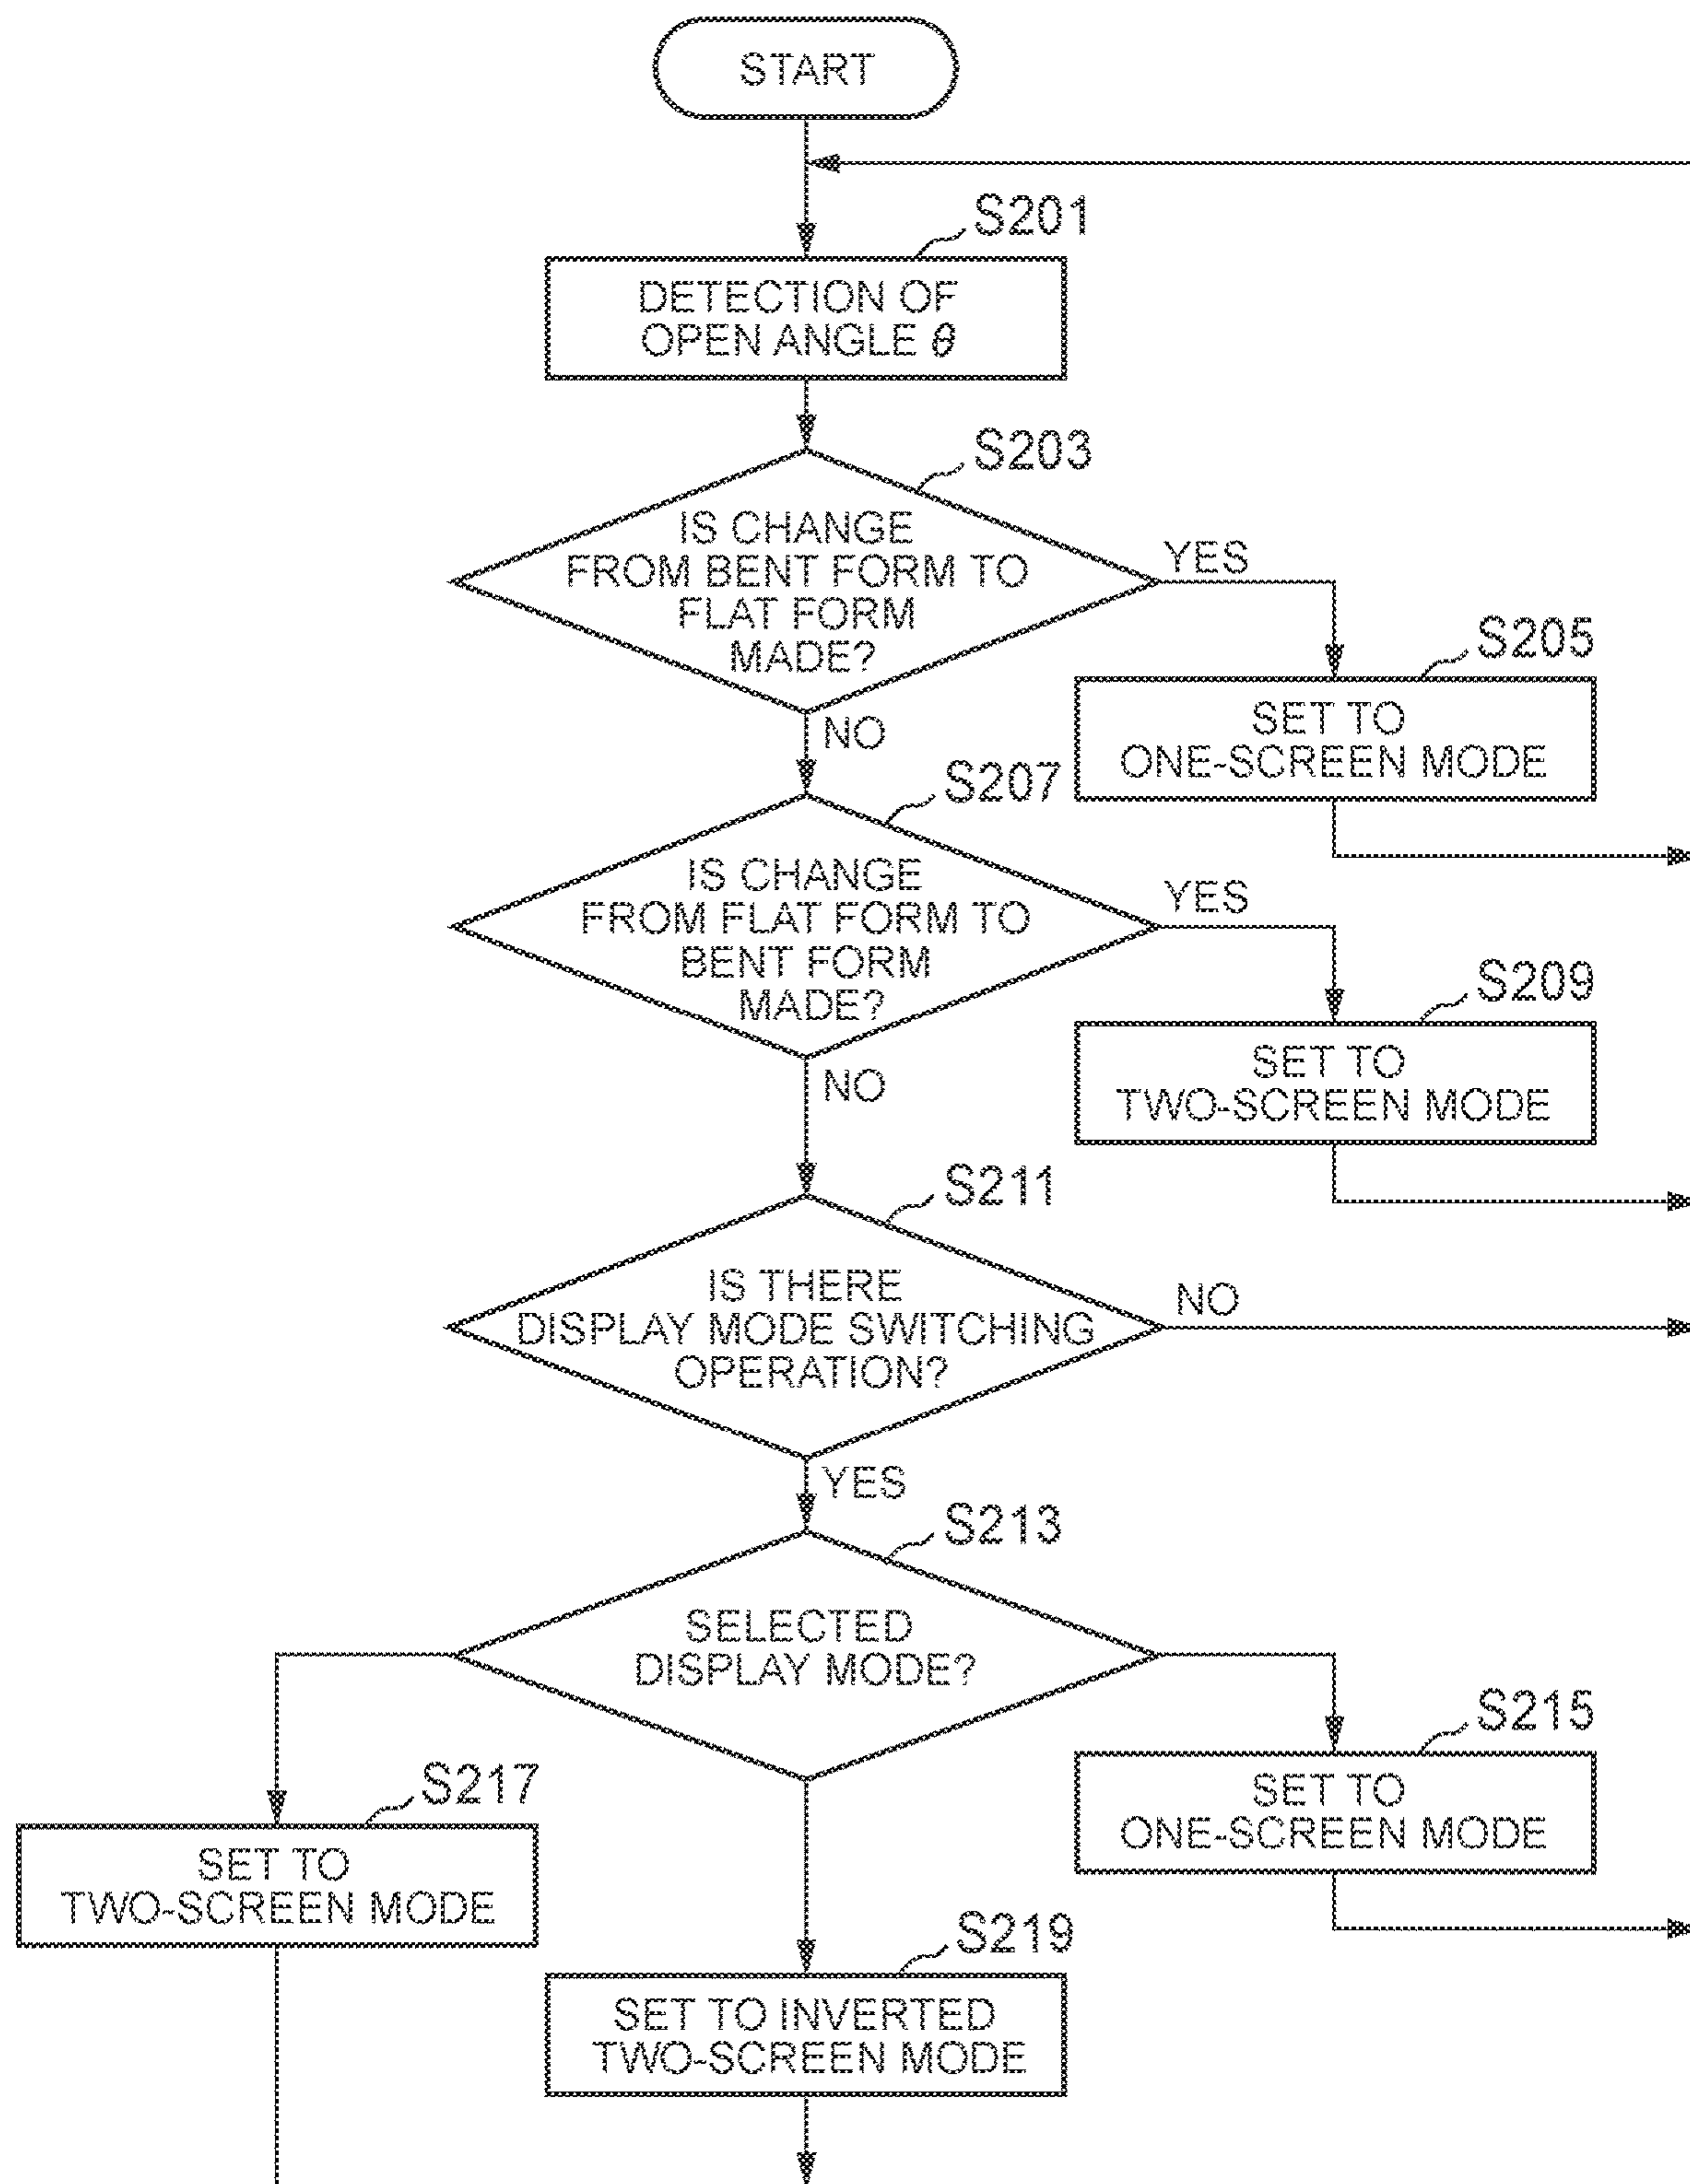 START
S201
DETECTION OF
OPEN ANGLE θ
S203
IS CHANGE
FROM BENT FORM TO
FLAT FORM
MADE?
YES
S205
SET TO
ONE-SCREEN MODE
NO
S207
IS CHANGE
FROM FLAT FORM TO
BENT FORM
MADE?
YES
S209
SET TO
TWO-SCREEN MODE
NO
S211
IS THERE
DISPLAY MODE SWITCHING
OPERATION?
NO
YES
S213
SELECTED
DISPLAY MODE?
S215
SET TO
ONE-SCREEN MODE
S217
SET TO
TWO-SCREEN MODE
S219
SET TO INVERTED
TWO-SCREEN MODE